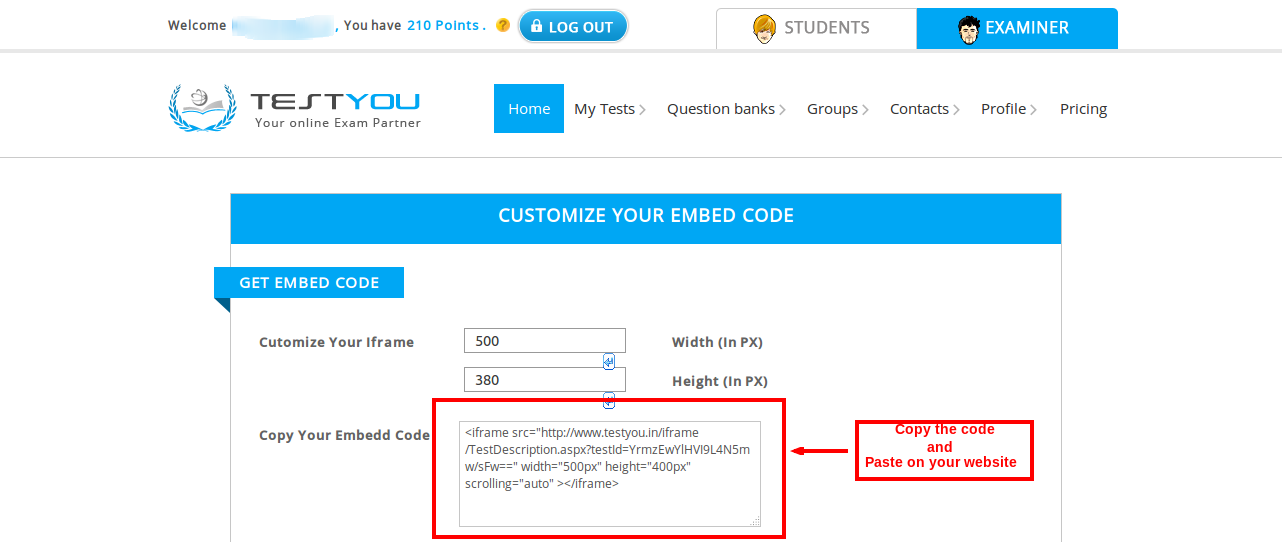 Welcome , You have 210 Points . ? LOG OUT
STUDENTS
EXAMINER
TESTYOU
Your online Exam Partner
Home
My Tests
Question banks
Groups
Contacts
Profile
Pricing
CUSTOMIZE YOUR EMBED CODE
GET EMBED CODE
Cutomize Your Iframe
500
Width (In PX)
380
Height (In PX)
Copy Your Embedd Code
<iframe src="http://www.testyou.in/iframe
/TestDescription.aspx?testId=YrmzEwYlHVI9L4N5m
w/sFw==" width="500px" height="400px"
scrolling="auto" ></iframe>
Copy the code
and
Paste on your website